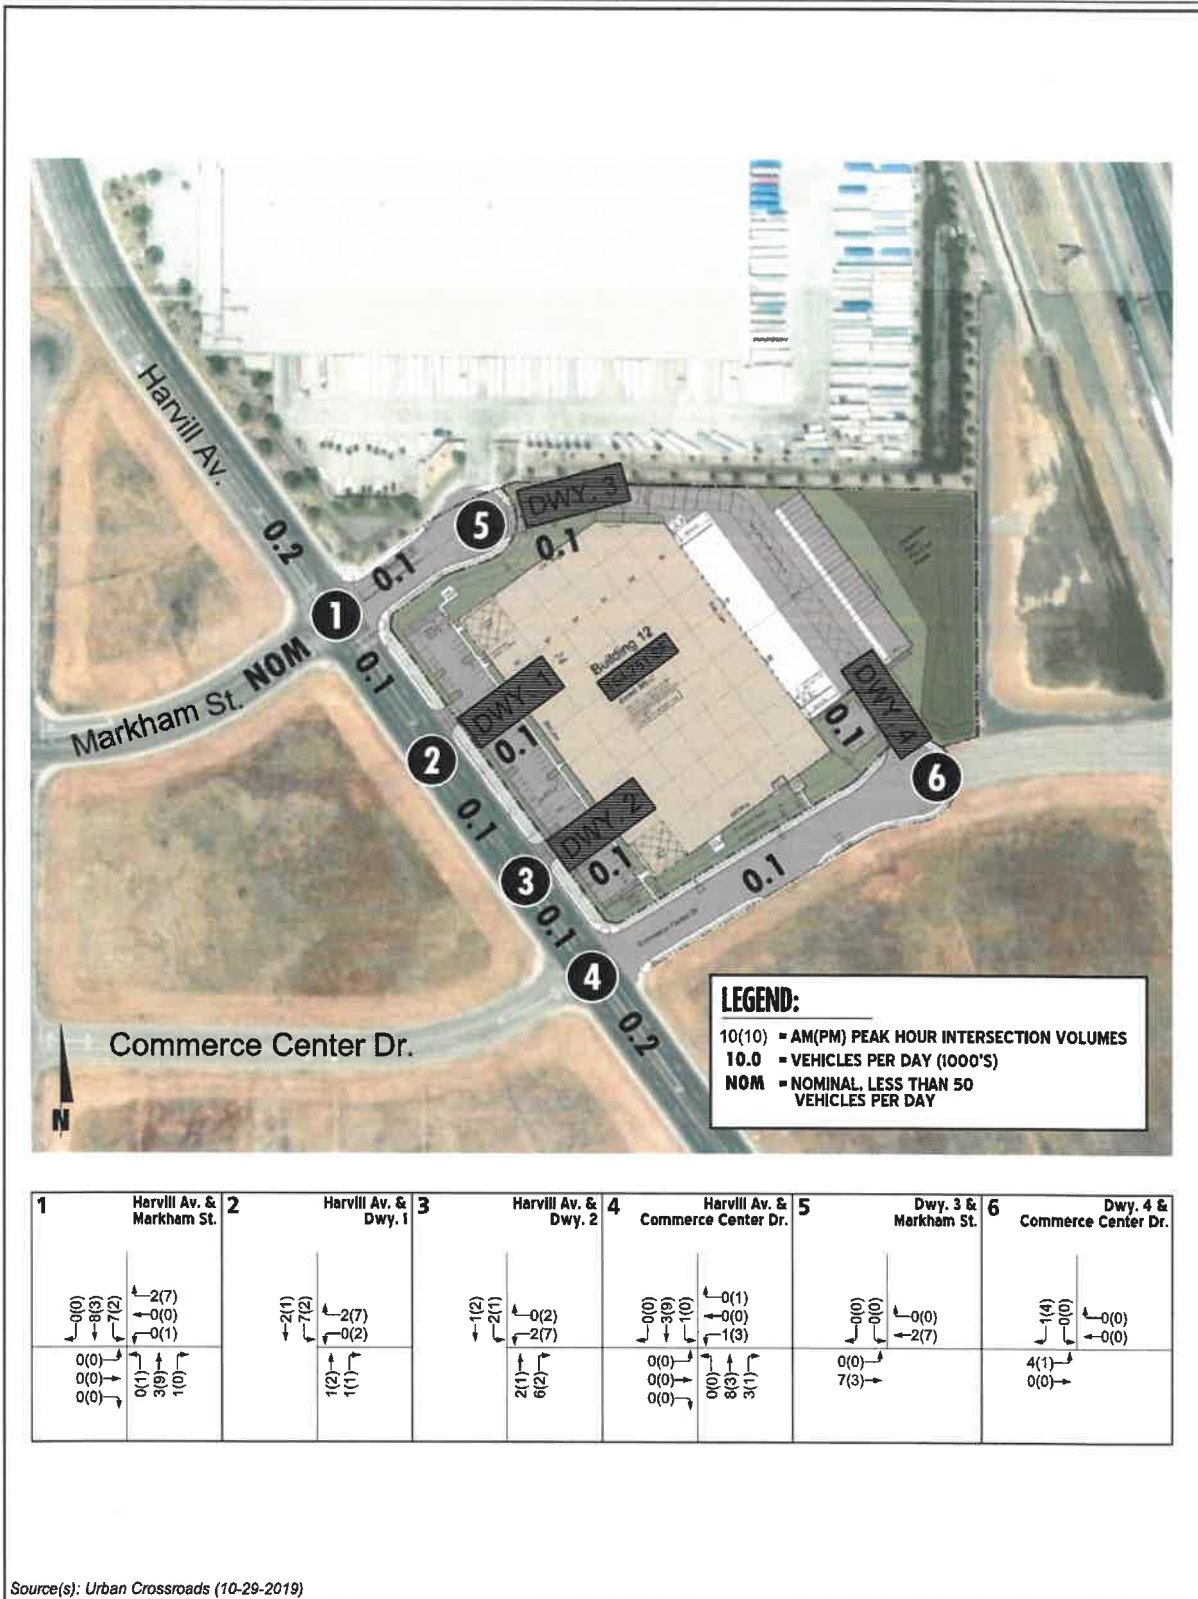 Harvill Av.
0.2
DWY. 3
5
0.1
0.1
1
Building 12
NOM
0.1
Markham St.
DWY. 1
DWY. 4
0.1
0.1
2
6
0.1
DWY. 2
3
0.1
0.1
0.1
Commerce Center Dr
4
0.2
Commerce Center Dr.
N
LEGEND:
10(10) = AM(PM) PEAK HOUR INTERSECTION VOLUMES
10.0 = VEHICLES PER DAY (1000'S)
NOM = NOMINAL, LESS THAN 50
VEHICLES PER DAY
1 Harvill Av. &
Markham St.
0(0)
8(3)
7(2)
2(7)
0(0)
0(1)
0(0)
0(0)
0(0)
0(1)
3(9)
1(0)
2 Harvill Av. &
Dwy. 1
2(1)
7(2)
2(7)
0(2)
1(2)
1(1)
3 Harvill Av. &
Dwy. 2
1(2)
2(1)
0(2)
2(7)
2(1)
6(2)
4 Harvill Av. &
Commerce Center Dr.
0(0)
3(9)
1(0)
0(1)
0(0)
1(3)
0(0)
0(0)
0(0)
0(0)
8(3)
3(1)
5 Dwy. 3 &
Markham St.
0(0)
0(0)
0(0)
2(7)
0(0)
7(3)
6 Dwy. 4 &
Commerce Center Dr.
1(4)
0(0)
0(0)
0(0)
4(1)
0(0)
Source(s): Urban Crossroads (10-29-2019)